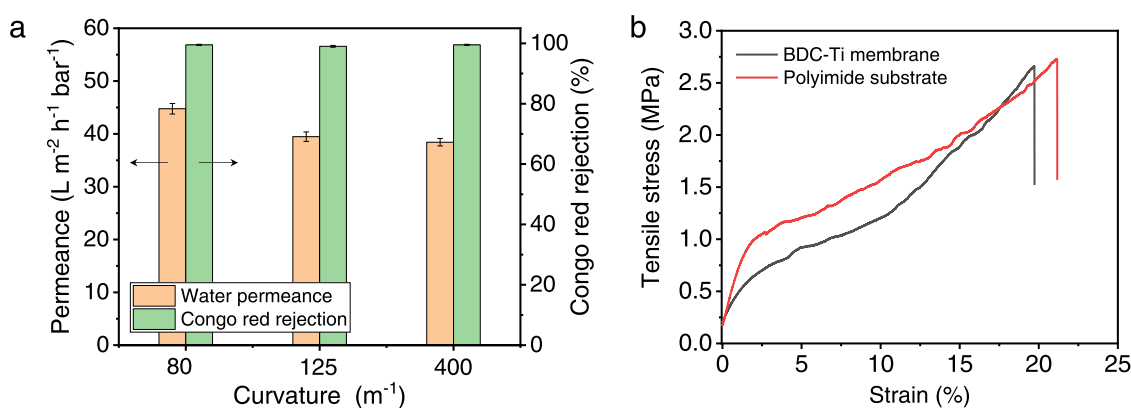 a
60
50
40
30
20
10
0
Permeance (L m-2 h-1 bar-1)
100
80
60
40
20
0
Congo red rejection (%)
Water permeance
Congo red rejection
80 125 400
Curvature (m-1)
b
3.0
2.5
2.0
1.5
1.0
0.5
0.0
Tensile stress (MPa)
BDC-Ti membrane
Polyimide substrate
0 5 10 15 20 25
Strain (%)